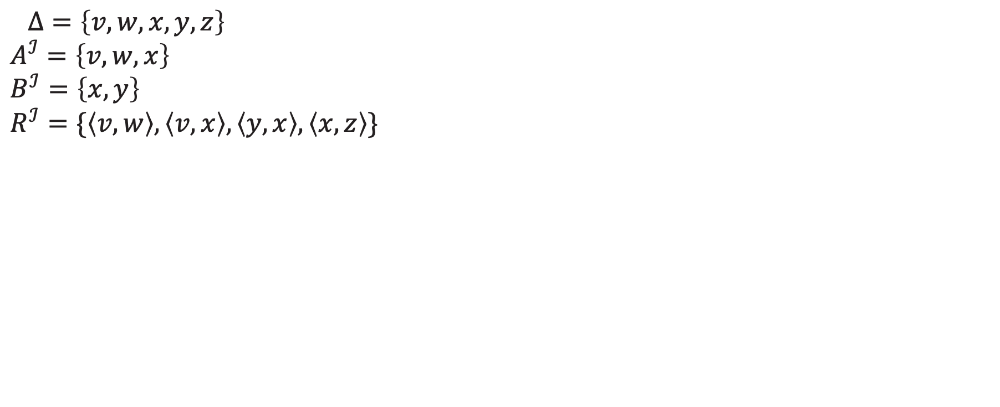 Δ = {v, w, x, y, z}
A^ℐ = {v, w, x}
B^ℐ = {x, y}
R^ℐ = {⟨v, w⟩, ⟨v, x⟩, ⟨y, x⟩, ⟨x, z⟩}